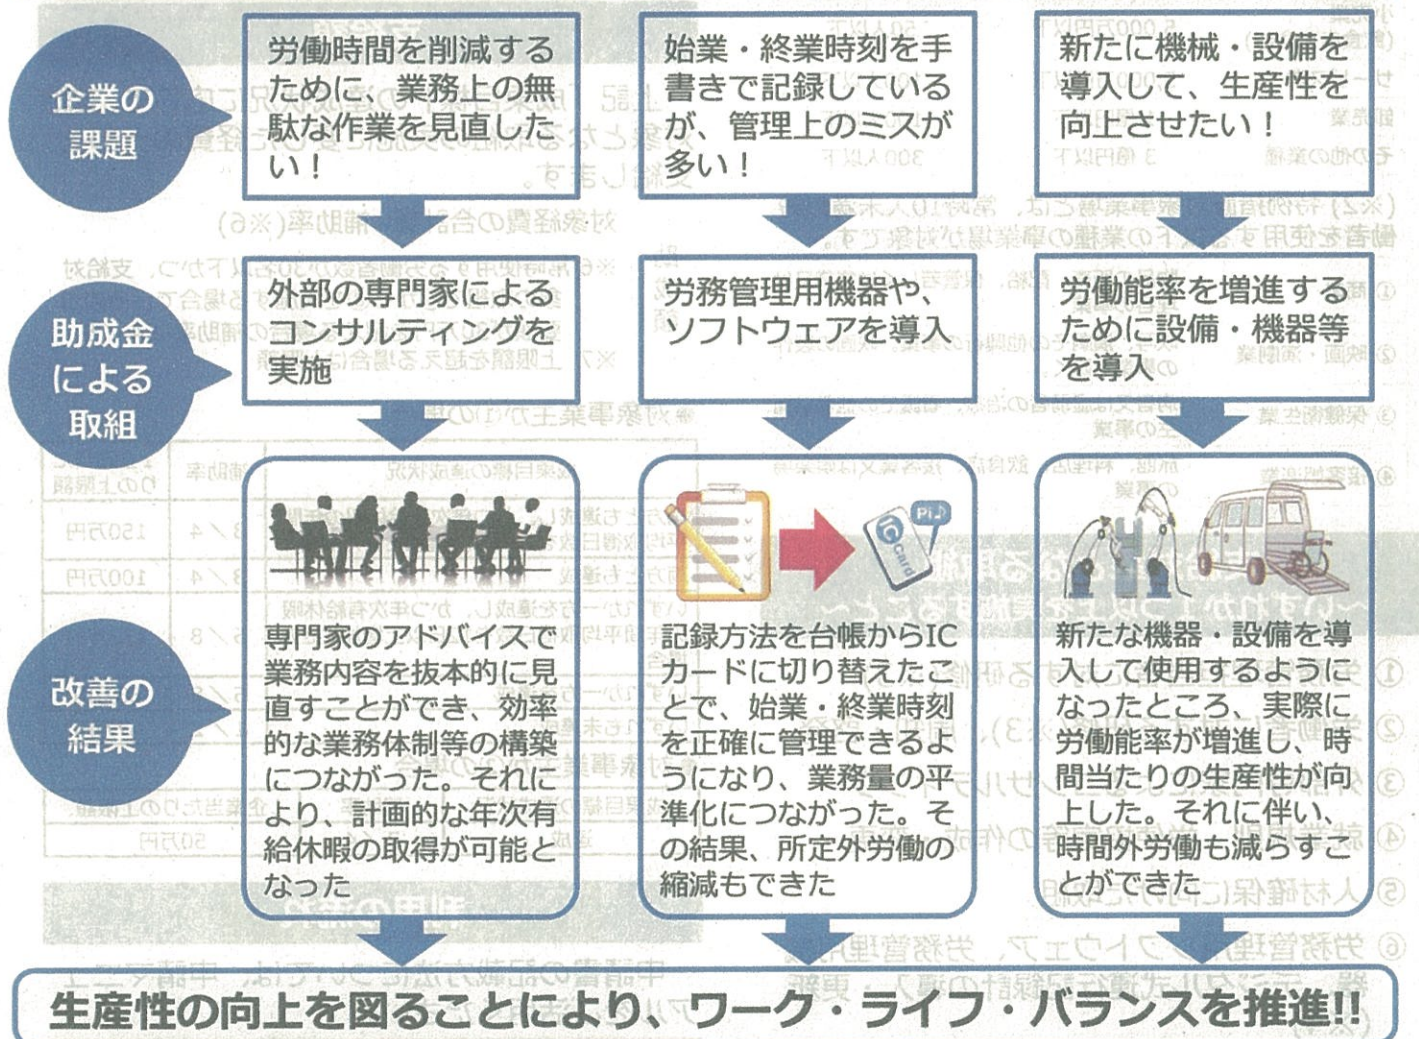 企業の
課題
労働時間を削減する
ために、業務上の無
駄な作業を見直した
い！
始業・終業時刻を手
書きで記録している
が、管理上のミスが
多い！
新たに機械・設備を
導入して、生産性を
向上させたい！
助成金
による
取組
外部の専門家による
コンサルティングを
実施
労務管理用機器や、
ソフトウェアを導入
労働能率を増進する
ために設備・機器等
を導入
改善の
結果
専門家のアドバイスで
業務内容を抜本的に見
直すことができ、効率
的な業務体制等の構築
につながった。それに
より、計画的な年次有
給休暇の取得が可能と
なった
Pi♪
IC
Card
記録方法を台帳からIC
カードに切り替えたこ
とで、始業・終業時刻
を正確に管理できるよ
うになり、業務量の平
準化につながった。そ
の結果、所定外労働の
縮減もできた
新たな機器・設備を導
入して使用するように
なったところ、実際に
労働能率が増進し、時
間当たりの生産性が向
上した。それに伴い、
時間外労働も減らすこ
とができた
生産性の向上を図ることにより、ワーク・ライフ・バランスを推進!!